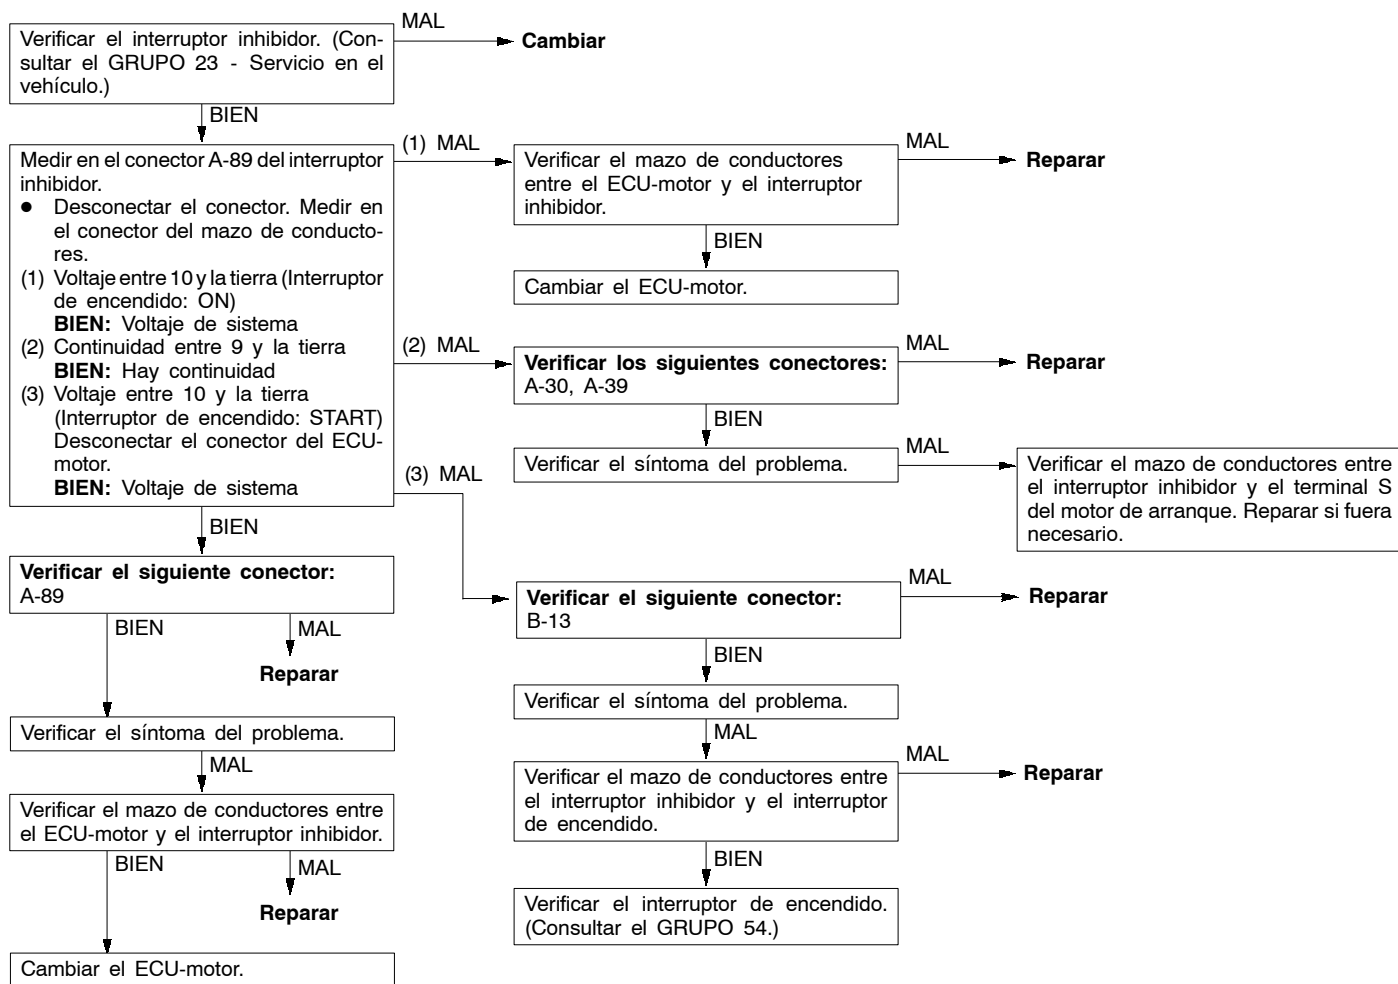 Verificar el interruptor inhibidor. (Con-
sultar el GRUPO 23 - Servicio en el
vehículo.)
MAL
Cambiar
BIEN
Medir en el conector A-89 del interruptor
inhibidor.
● Desconectar el conector. Medir en
el conector del mazo de conducto-
res.
(1) Voltaje entre 10 y la tierra (Interruptor
de encendido: ON)
BIEN: Voltaje de sistema
(2) Continuidad entre 9 y la tierra
BIEN: Hay continuidad
(3) Voltaje entre 10 y la tierra
(Interruptor de encendido: START)
Desconectar el conector del ECU-
motor.
BIEN: Voltaje de sistema
(1) MAL
Verificar el mazo de conductores
entre el ECU-motor y el interruptor
inhibidor.
MAL
Reparar
BIEN
Cambiar el ECU-motor.
(2) MAL
Verificar los siguientes conectores:
A-30, A-39
MAL
Reparar
BIEN
Verificar el síntoma del problema.
MAL
Verificar el mazo de conductores entre
el interruptor inhibidor y el terminal S
del motor de arranque. Reparar si fuera
necesario.
(3) MAL
Verificar el siguiente conector:
B-13
MAL
Reparar
BIEN
Verificar el síntoma del problema.
MAL
Verificar el mazo de conductores entre
el interruptor inhibidor y el interruptor
de encendido.
MAL
Reparar
BIEN
Verificar el interruptor de encendido.
(Consultar el GRUPO 54.)
BIEN
Verificar el siguiente conector:
A-89
BIEN
MAL
Reparar
Verificar el síntoma del problema.
MAL
Verificar el mazo de conductores entre
el ECU-motor y el interruptor inhibidor.
BIEN
MAL
Reparar
Cambiar el ECU-motor.